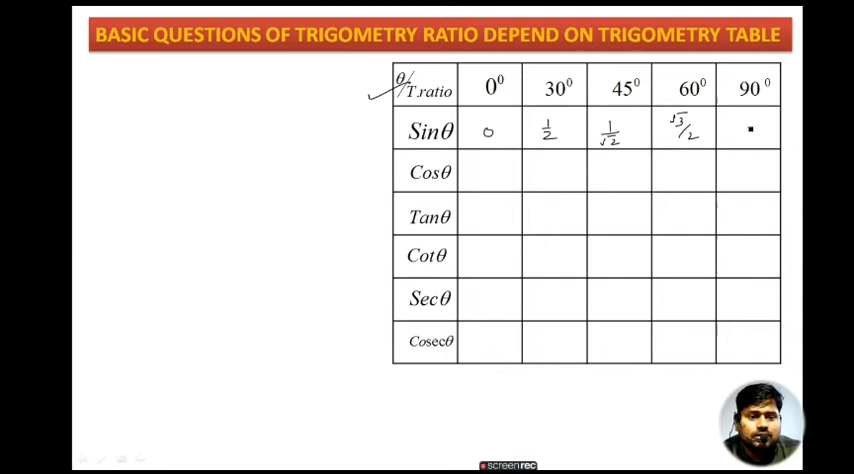 BASIC QUESTIONS OF TRIGOMETRY RATIO DEPEND ON TRIGOMETRY TABLE
θ/T.ratio 0⁰ 30⁰ 45⁰ 60⁰ 90⁰
Sinθ 0 1/2 1/√2 √3/2
Cosθ
Tanθ
Cotθ
Secθ
Cosecθ
screenrec